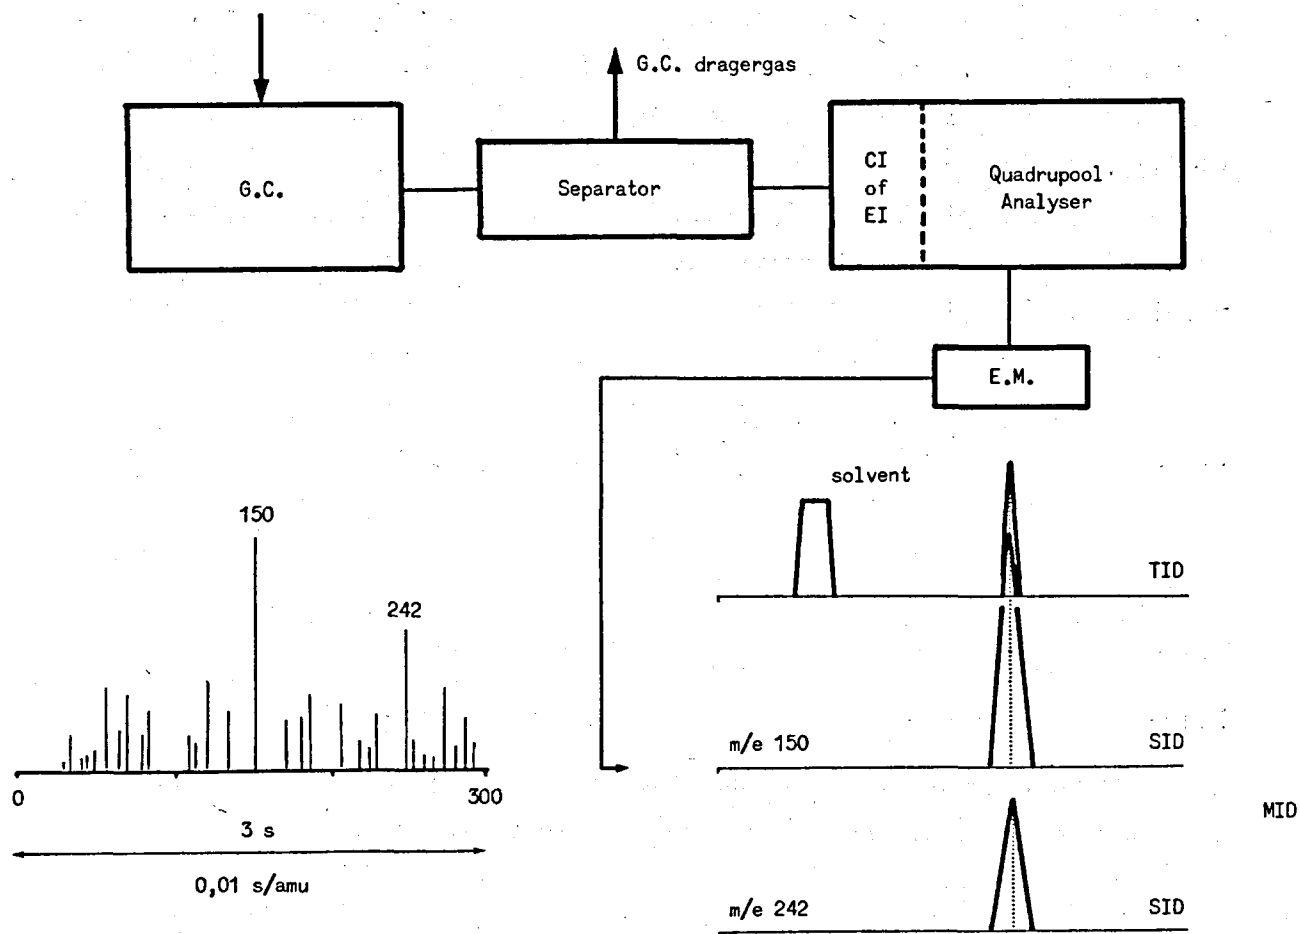 G.C. dragergas
G.C.
Separator
CI
of
EI
Quadrupool
Analyser
E.M.
solvent
TID
150
242
0
300
3 s
0,01 s/amu
m/e 150
SID
MID
m/e 242
SID